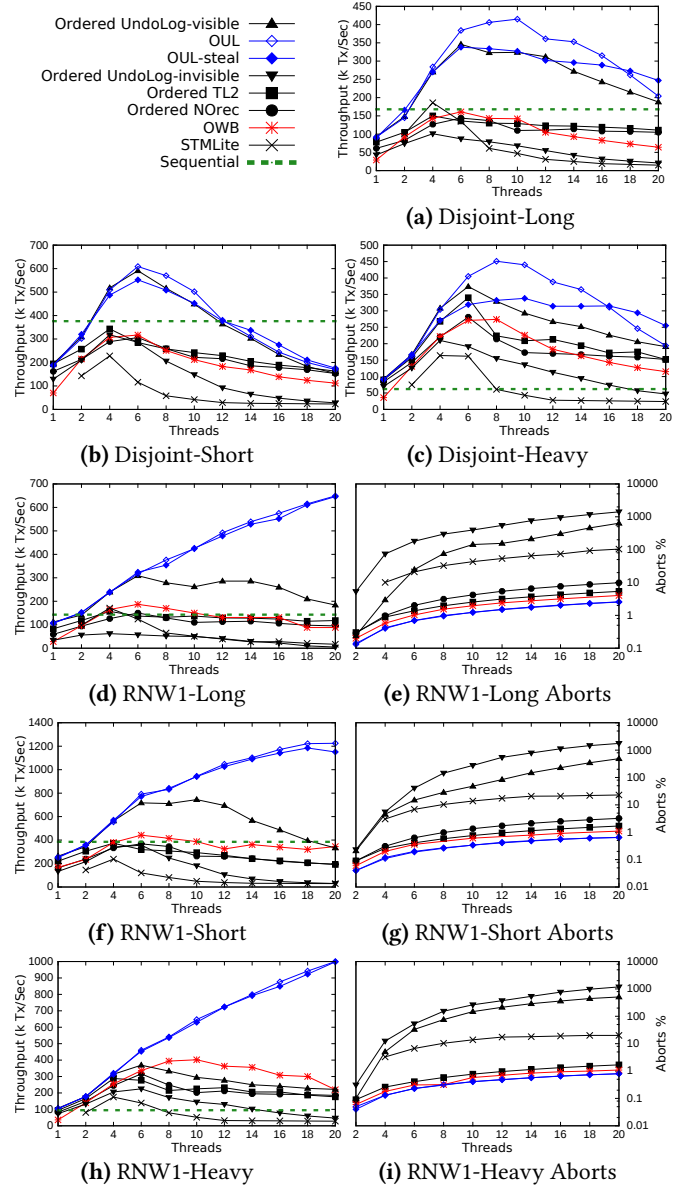 Ordered UndoLog-visible
OUL
OUL-steal
Ordered UndoLog-invisible
Ordered TL2
Ordered NOrec
OWB
STMLite
Sequential
Throughput (k Tx/Sec)
450
400
350
300
250
200
150
100
50
0
1 2 4 6 8 10 12 14 16 18 20
Threads
(a) Disjoint-Long
Throughput (k Tx/Sec)
700
600
500
400
300
200
100
0
1 2 4 6 8 10 12 14 16 18 20
Threads
(b) Disjoint-Short
Throughput (k Tx/Sec)
500
450
400
350
300
250
200
150
100
50
0
1 2 4 6 8 10 12 14 16 18 20
Threads
(c) Disjoint-Heavy
Throughput (k Tx/Sec)
700
600
500
400
300
200
100
0
1 2 4 6 8 10 12 14 16 18 20
Threads
(d) RNW1-Long
10000
1000
100
10
1
0.1
Aborts %
2 4 6 8 10 12 14 16 18 20
Threads
(e) RNW1-Long Aborts
Throughput (k Tx/Sec)
1400
1200
1000
800
600
400
200
0
1 2 4 6 8 10 12 14 16 18 20
Threads
(f) RNW1-Short
10000
1000
100
10
1
0.1
0.01
Aborts %
2 4 6 8 10 12 14 16 18 20
Threads
(g) RNW1-Short Aborts
Throughput (k Tx/Sec)
1000
900
800
700
600
500
400
300
200
100
0
1 2 4 6 8 10 12 14 16 18 20
Threads
(h) RNW1-Heavy
10000
1000
100
10
1
0.1
0.01
Aborts %
2 4 6 8 10 12 14 16 18 20
Threads
(i) RNW1-Heavy Aborts